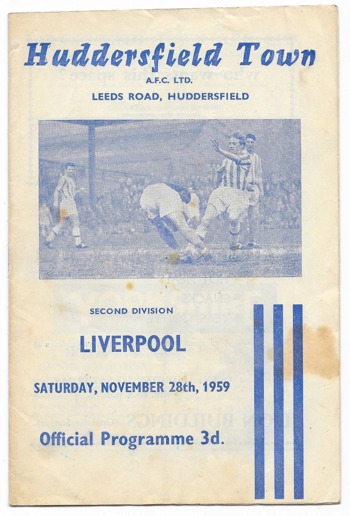 Huddersfield Town
A.F.C. LTD.
LEEDS ROAD, HUDDERSFIELD
SECOND DIVISION
LIVERPOOL
SATURDAY, NOVEMBER 28th, 1959
Official Programme 3d.